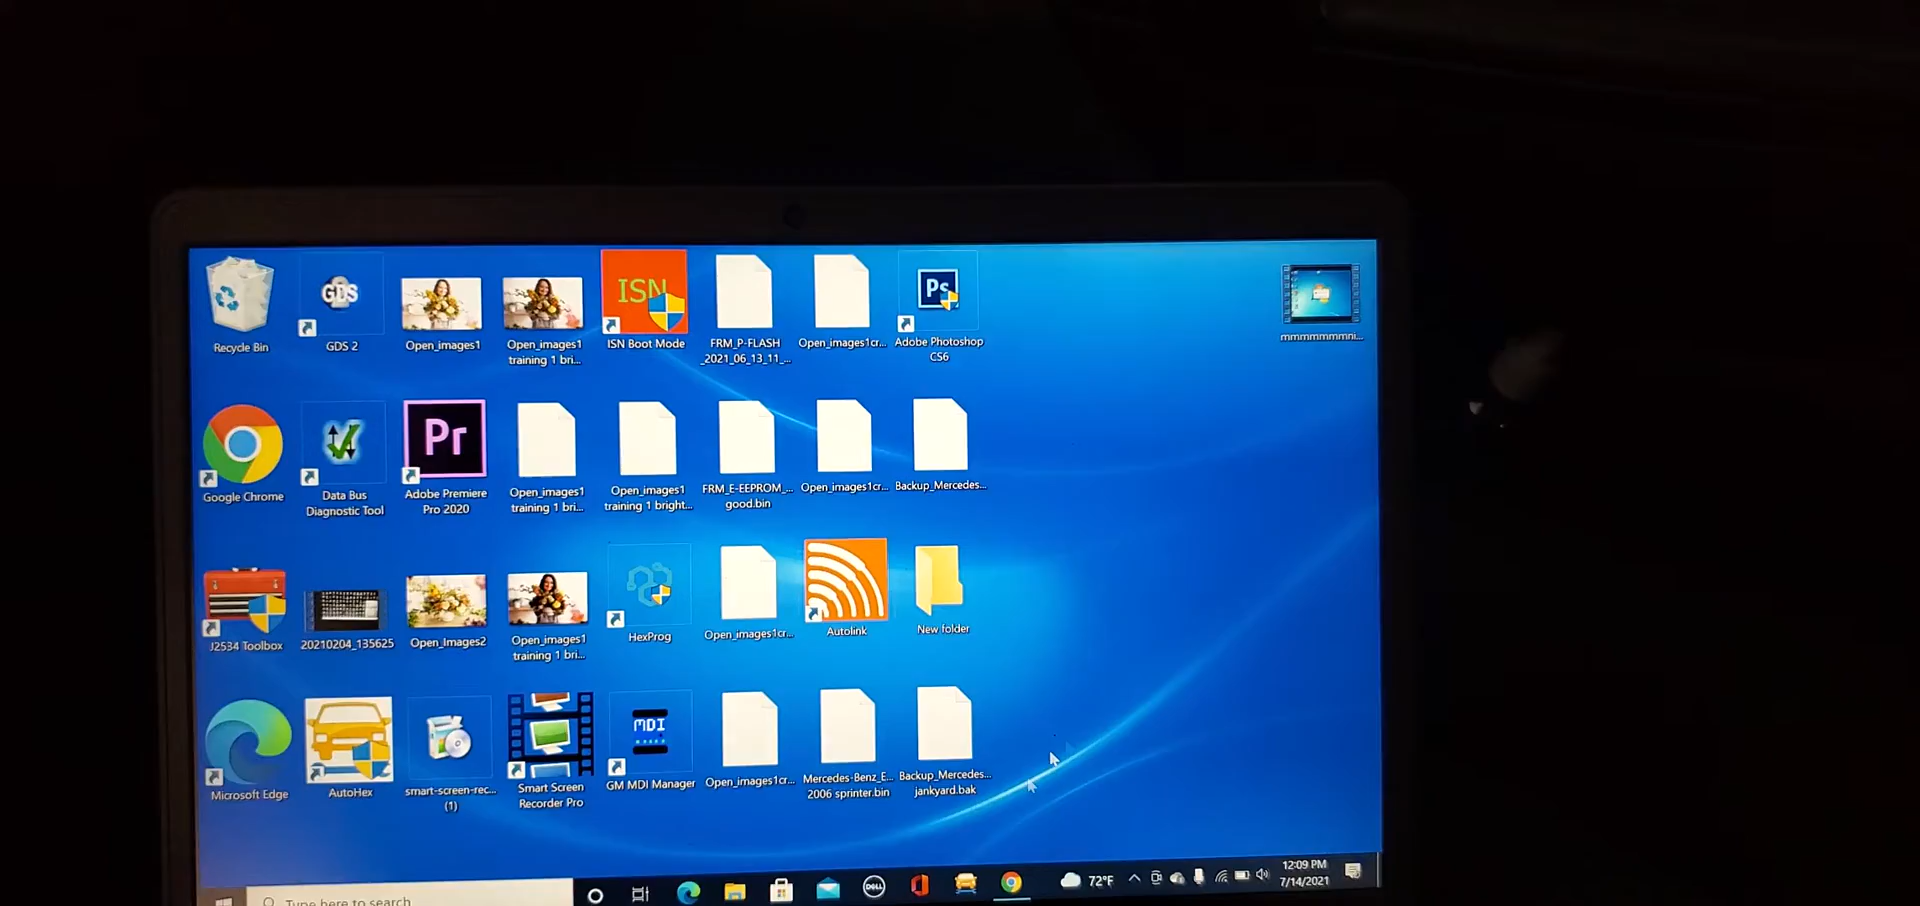 GDS
ISN
Ps
Recycle Bin
GDS 2
Open_images1
Open_images1
training 1 bri...
ISN Boot Mode
FRM_P-FLASH
_2021_06_13_11_...
Open_images1cr...
Adobe Photoshop
CS6
mmmmmmmni...
Pr
Google Chrome
Data Bus
Diagnostic Tool
Adobe Premiere
Pro 2020
Open_images1
training 1 bri...
Open_images1
training 1 bright...
FRM_E-EEPROM_...
good.bin
Open_images1cr...
Backup_Mercedes...
J2534 Toolbox
20210204_135625
Open_Images2
Open_images1
training 1 bri...
HexProg
Open_images1cr...
Autolink
New folder
MDI
Microsoft Edge
AutoHex
smart-screen-rec...
(1)
Smart Screen
Recorder Pro
GM MDI Manager
Open_images1cr...
Mercedes-Benz_E...
2006 sprinter.bin
Backup_Mercedes...
jankyard.bak
Type here to search
DELL
72°F
12:09 PM
7/14/2021